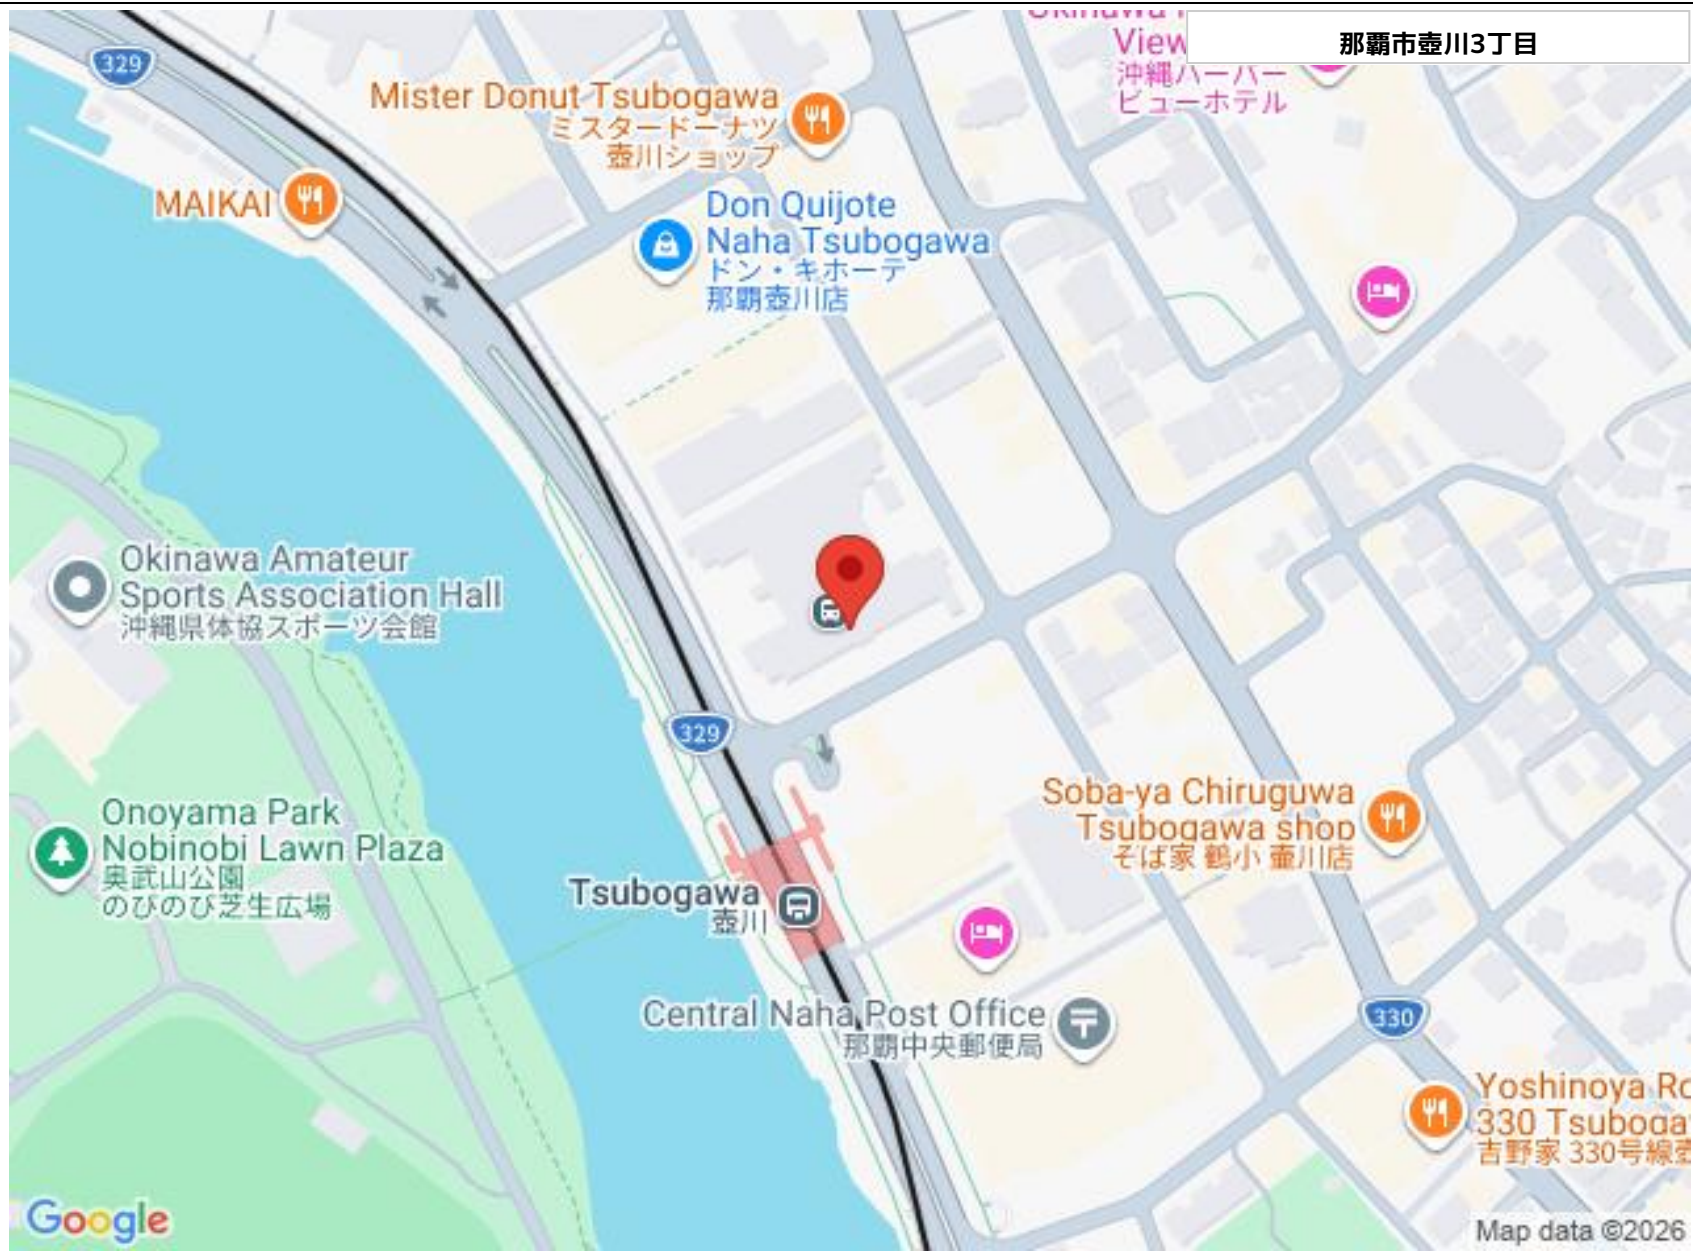 那覇市壺川3丁目
View
沖縄ハーバー
ビューホテル
329
Mister Donut Tsubogawa
ミスタードーナツ
壺川ショップ
MAIKAI
Don Quijote
Naha Tsubogawa
ドン・キホーテ
那覇壺川店
Okinawa Amateur
Sports Association Hall
沖縄県体協スポーツ会館
329
Onoyama Park
Nobinobi Lawn Plaza
奥武山公園
のびのび芝生広場
Soba-ya Chiruguwa
Tsubogawa shop
そば家 鶴小 壷川店
Tsubogawa
壺川
Central Naha Post Office
那覇中央郵便局
330
Yoshinoya Ro
330 Tsuboga
吉野家 330号線
Google
Map data ©2026